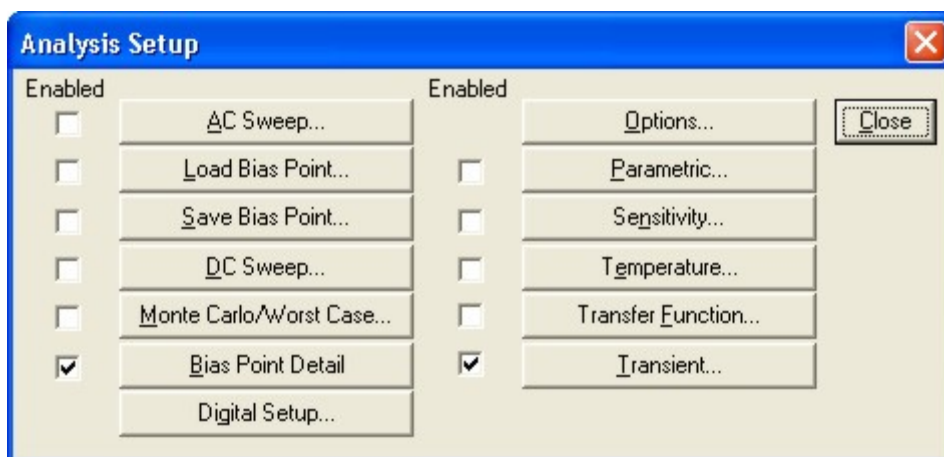 Analysis Setup
Enabled
AC Sweep...
Load Bias Point...
Save Bias Point...
DC Sweep...
Monte Carlo/Worst Case...
Bias Point Detail
Digital Setup...
Enabled
Options...
Parametric...
Sensitivity...
Temperature...
Transfer Function...
Transient...
Close